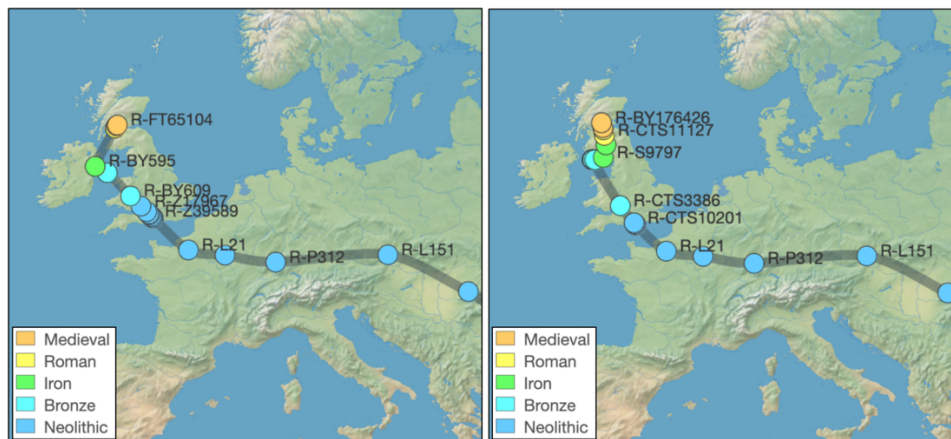 R-FT65104
R-BY595
R-BY609
R-Z17967
R-Z39589
R-L21
R-P312
R-L151
Medieval
Roman
Iron
Bronze
Neolithic
R-BY176426
R-CTS11127
R-S9797
R-CTS3386
R-CTS10201
R-L21
R-P312
R-L151
Medieval
Roman
Iron
Bronze
Neolithic